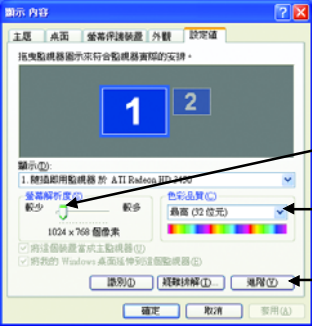 顯示 內容
主題 桌面 螢幕保護裝置 外觀 設定值
拖曳監視器圖示來符合監視器實際的安排。
1 2
顯示(D):
1. 隨插即用監視器 於 ATI Radeon HD 2450
螢幕解析度(S) 色彩品質(C)
較少 較多 最高 (32 位元)
1024 x 768 個像素
將這個裝置當成主監視器(U)
將我的 Windows 桌面延伸到這個監視器(E)
識別(I) 疑難排解(T)... 進階(V)
確定 取消 套用(A)